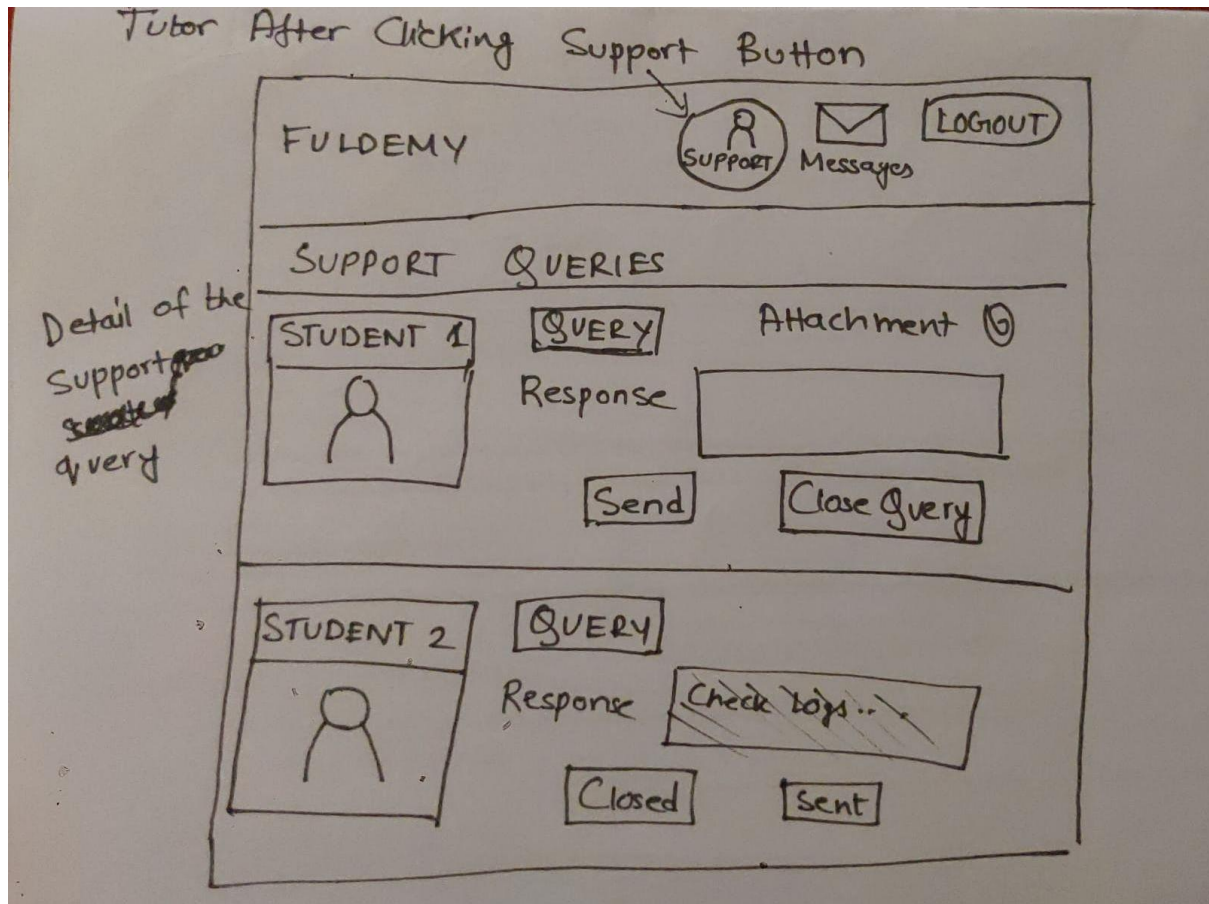 Tutor After Clicking Support Button
FULDEMY
SUPPORT
Messages
LOGOUT
SUPPORT QUERIES
Detail of the
Support
query
STUDENT 1
QUERY
Attachment
Response
Send
Close Query
STUDENT 2
QUERY
Response
Check logs...
Closed
Sent